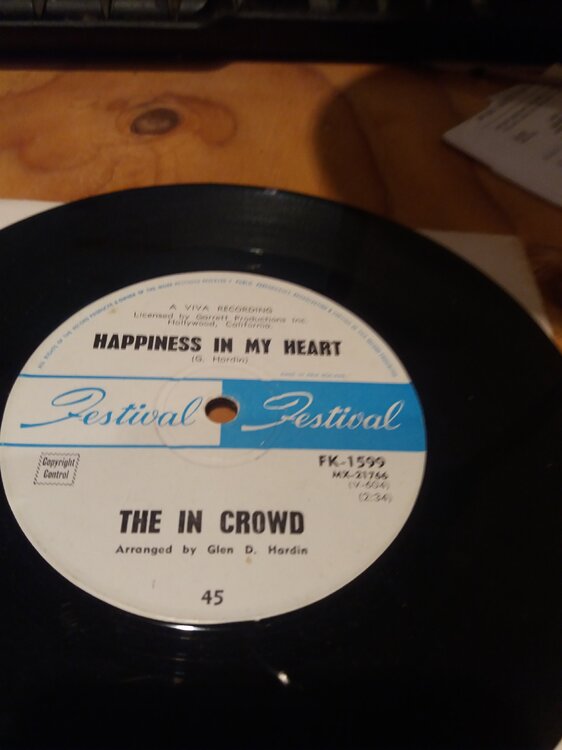 A VIVA RECORDING
Licensed by Garrett Productions Inc.
Hollywood, California.
HAPPINESS IN MY HEART
(G. Hardin)
Festival Festival
Copyright
Control
FK-1599
MX-21766
(V-604)
(2:34)
THE IN CROWD
Arranged by Glen D. Hardin
45